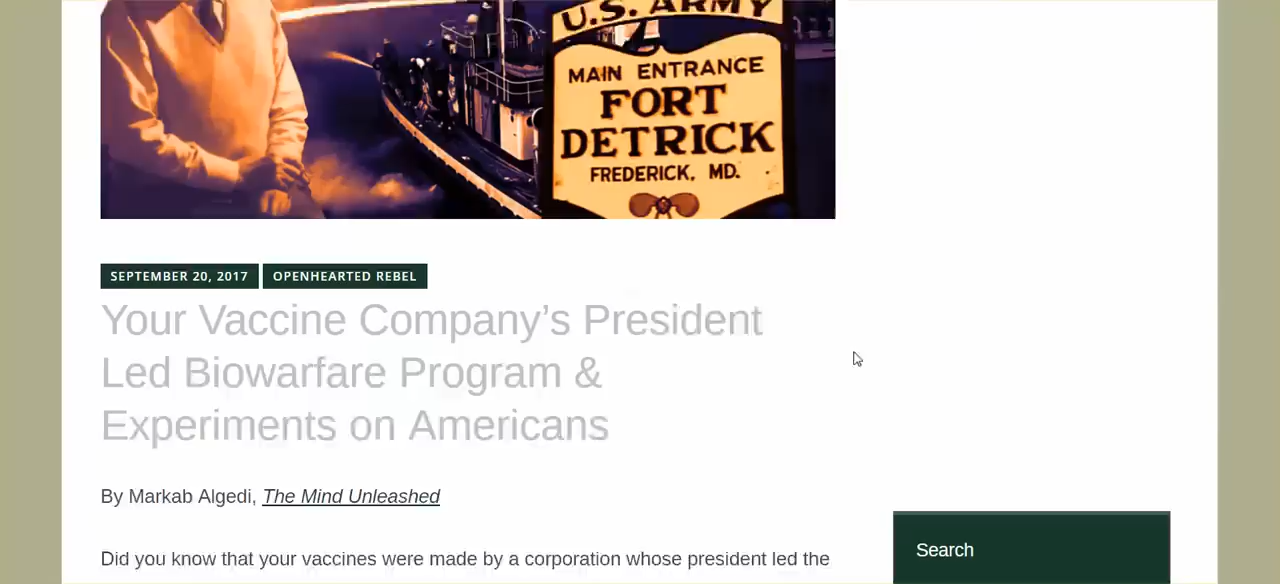 U.S. ARMY
MAIN ENTRANCE
FORT
DETRICK
FREDERICK, MD.
SEPTEMBER 20, 2017 OPENHEARTED REBEL
Your Vaccine Company’s President
Led Biowarfare Program &
Experiments on Americans
By Markab Algedi, The Mind Unleashed
Did you know that your vaccines were made by a corporation whose president led the
Search